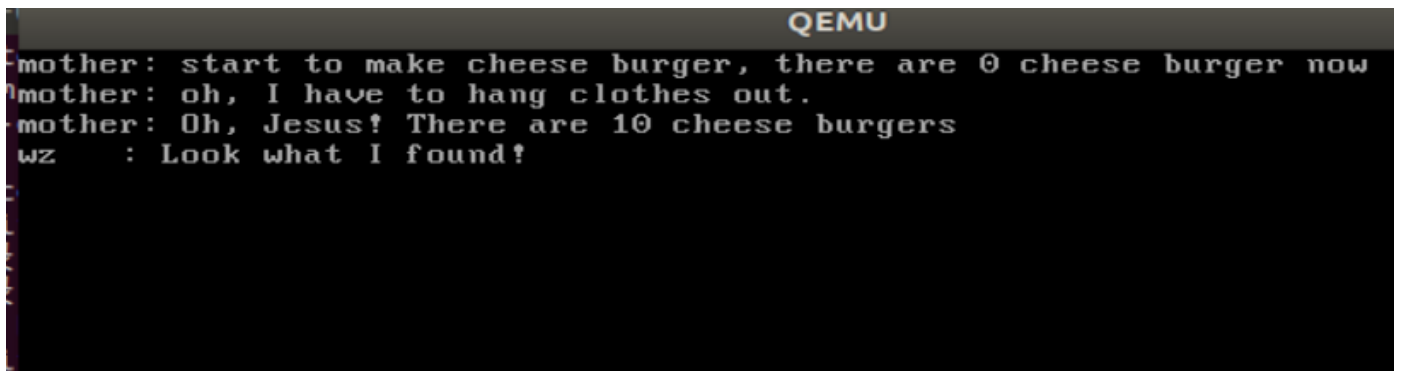 QEMU
mother: start to make cheese burger, there are 0 cheese burger now
mother: oh, I have to hang clothes out.
mother: Oh, Jesus! There are 10 cheese burgers
wz   : Look what I found!